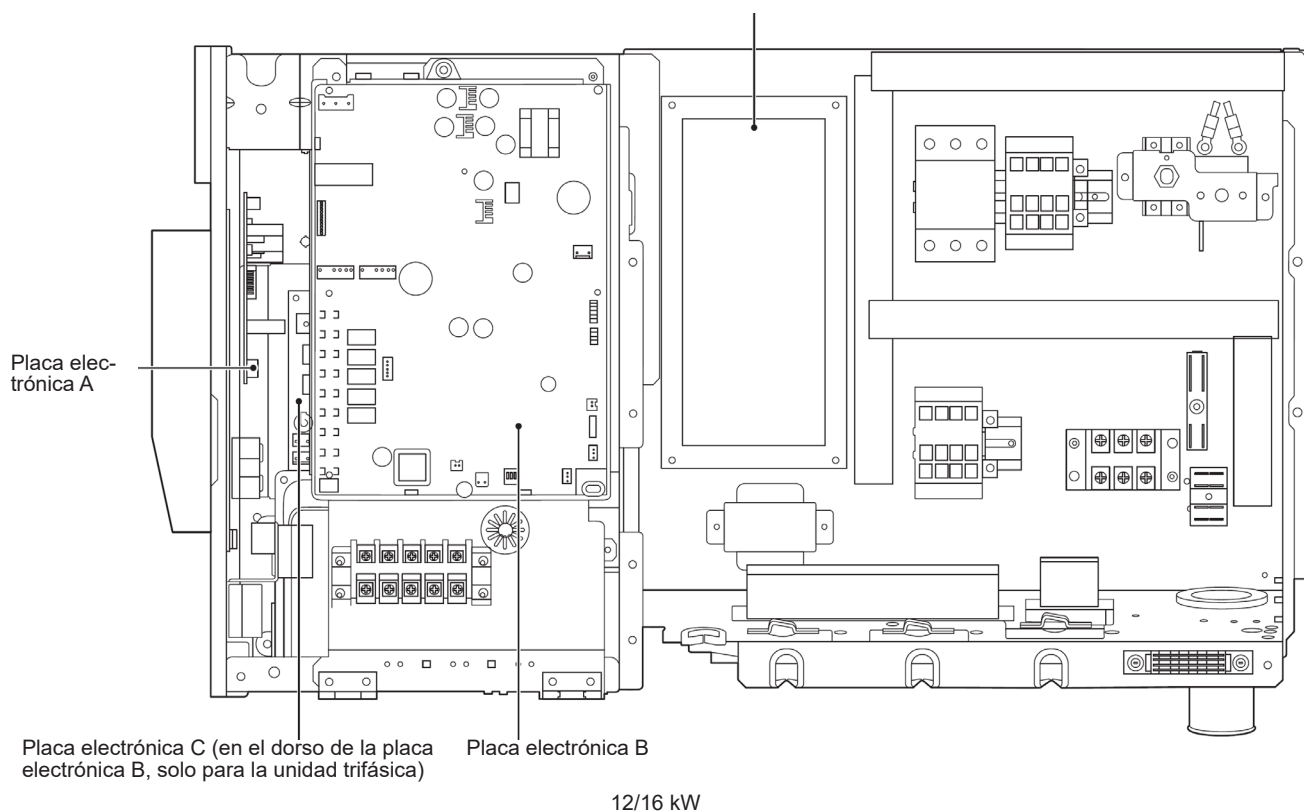 Placa elec-
trónica A
Placa electrónica C (en el dorso de la placa
electrónica B, solo para la unidad trifásica)
Placa electrónica B
12/16 kW